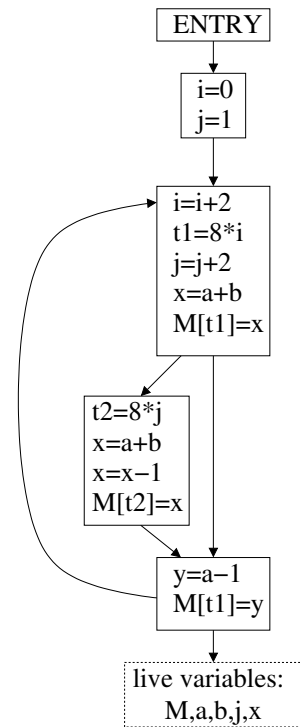 ENTRY
i=0
j=1
i=i+2
t1=8*i
j=j+2
x=a+b
M[t1]=x
t2=8*j
x=a+b
x=x−1
M[t2]=x
y=a−1
M[t1]=y
live variables:
M,a,b,j,x